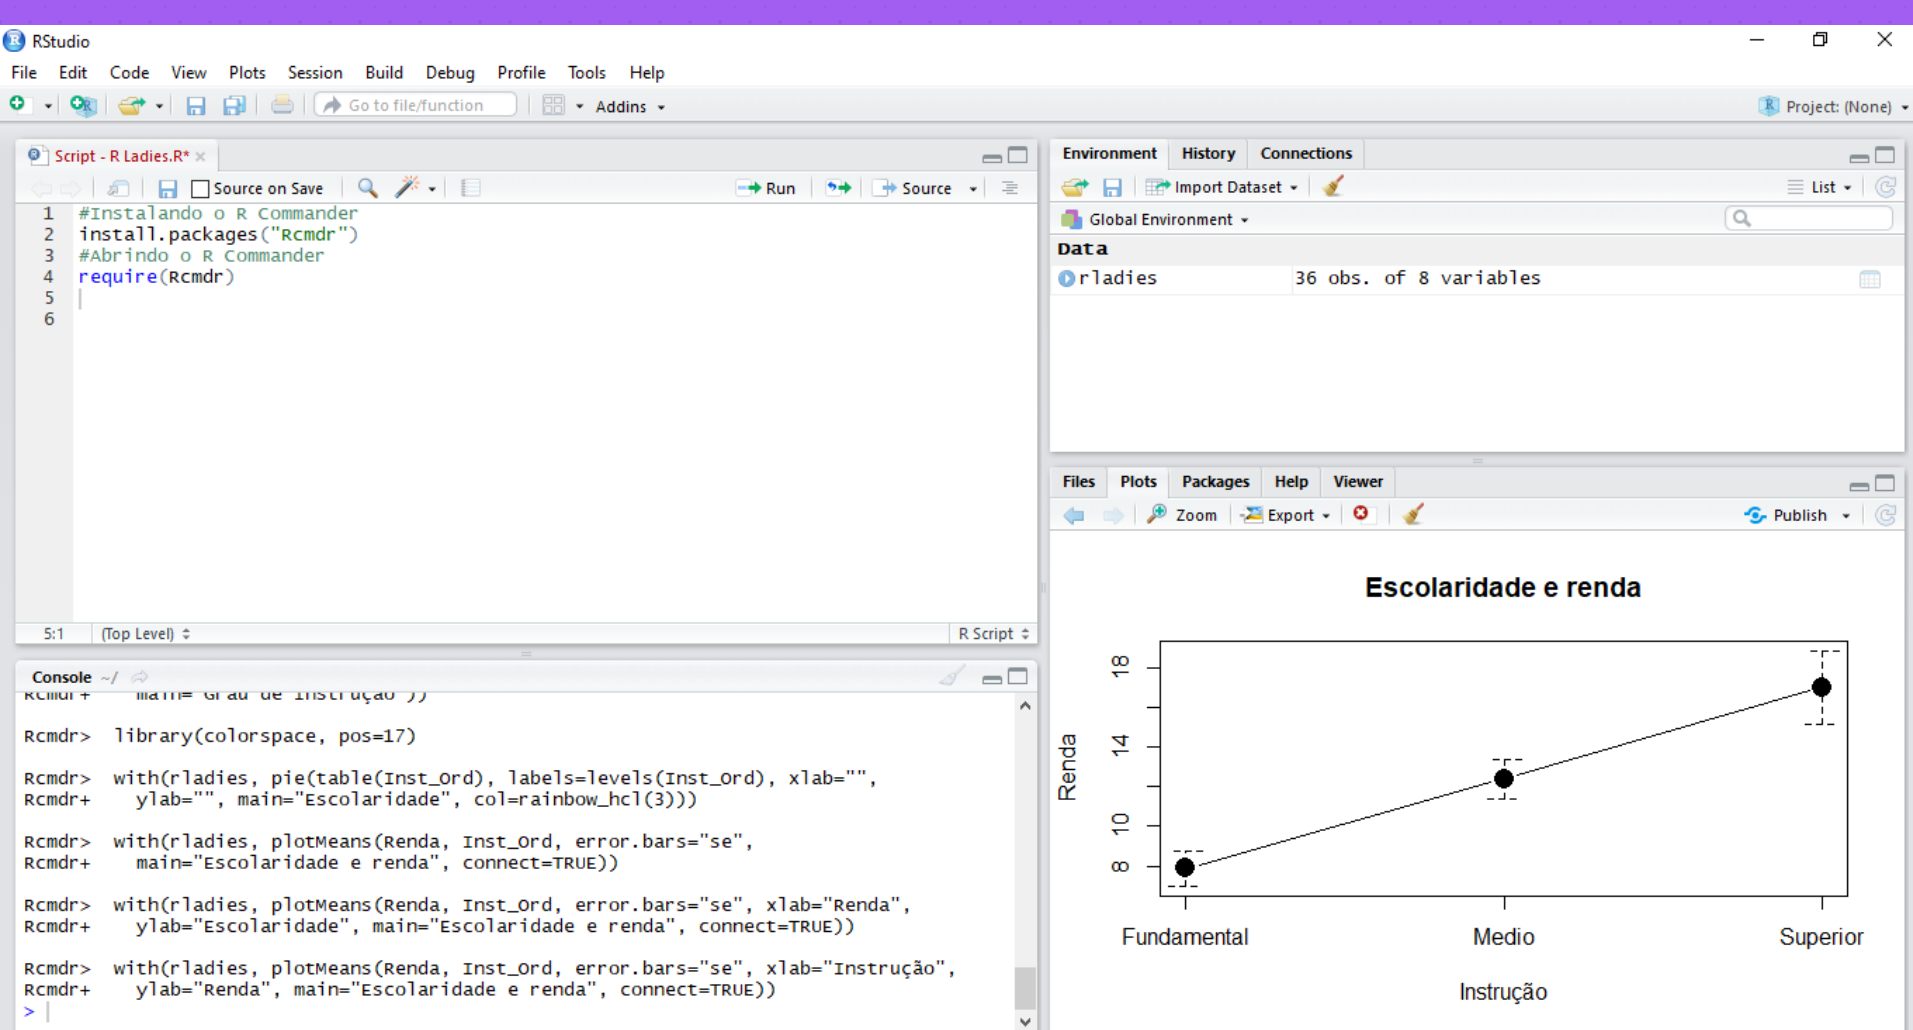 RStudio
File Edit Code View Plots Session Build Debug Profile Tools Help
Go to file/function Addins Project: (None)
Script - R Ladies.R*
Source on Save Run Source
1 #Instalando o R Commander
2 install.packages("Rcmdr")
3 #Abrindo o R Commander
4 require(Rcmdr)
5
6
5:1 (Top Level) R Script
Console ~/
Rcmdr+ main="Grau de Instrução"))
Rcmdr> library(colorspace, pos=17)
Rcmdr> with(rladies, pie(table(Inst_Ord), labels=levels(Inst_Ord), xlab="",
Rcmdr+ ylab="", main="Escolaridade", col=rainbow_hcl(3)))
Rcmdr> with(rladies, plotMeans(Renda, Inst_Ord, error.bars="se",
Rcmdr+ main="Escolaridade e renda", connect=TRUE))
Rcmdr> with(rladies, plotMeans(Renda, Inst_Ord, error.bars="se", xlab="Renda",
Rcmdr+ ylab="Escolaridade", main="Escolaridade e renda", connect=TRUE))
Rcmdr> with(rladies, plotMeans(Renda, Inst_Ord, error.bars="se", xlab="Instrução",
Rcmdr+ ylab="Renda", main="Escolaridade e renda", connect=TRUE))
>
Environment History Connections
Import Dataset List
Global Environment
Data
rladies 36 obs. of 8 variables
Files Plots Packages Help Viewer
Zoom Export Publish
Escolaridade e renda
Renda
18
14
10
8
Fundamental Medio Superior
Instrução